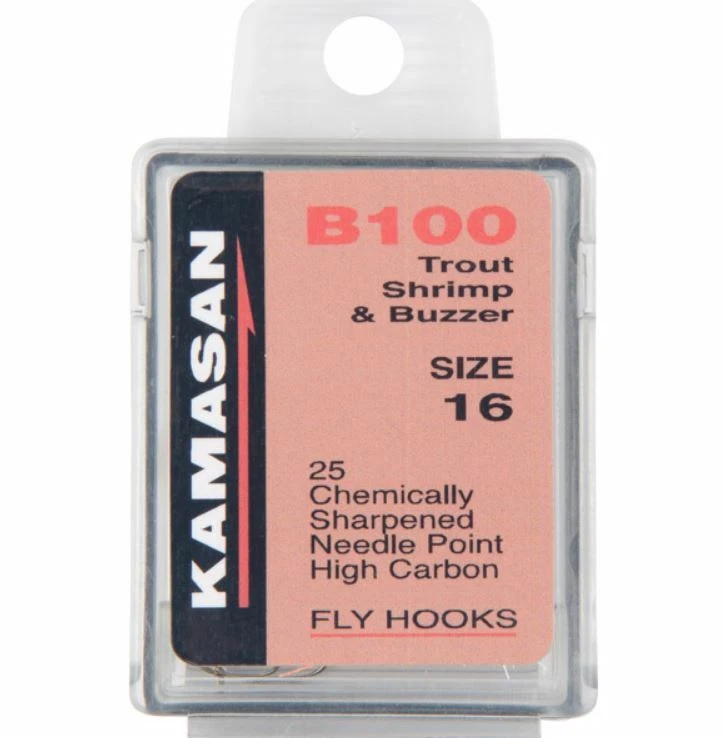 KAMASAN
B100
Trout
Shrimp
& Buzzer
SIZE
16
25
Chemically
Sharpened
Needle Point
High Carbon
FLY HOOKS